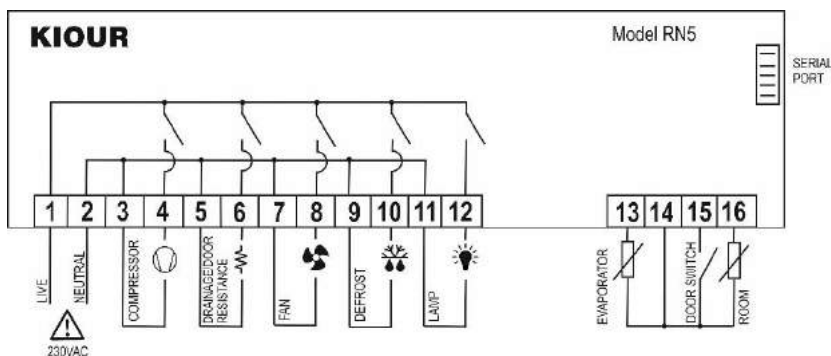 KIOUR
Model RN5
SERIAL
PORT
1 2 3 4 5 6 7 8 9 10 11 12 13 14 15 16
LIVE
NEUTRAL
COMPRESSOR
DRAINAGE/DOOR
RESISTANCE
FAN
DEFROST
LAMP
EVAPORATOR
DOOR SWITCH
ROOM
230VAC